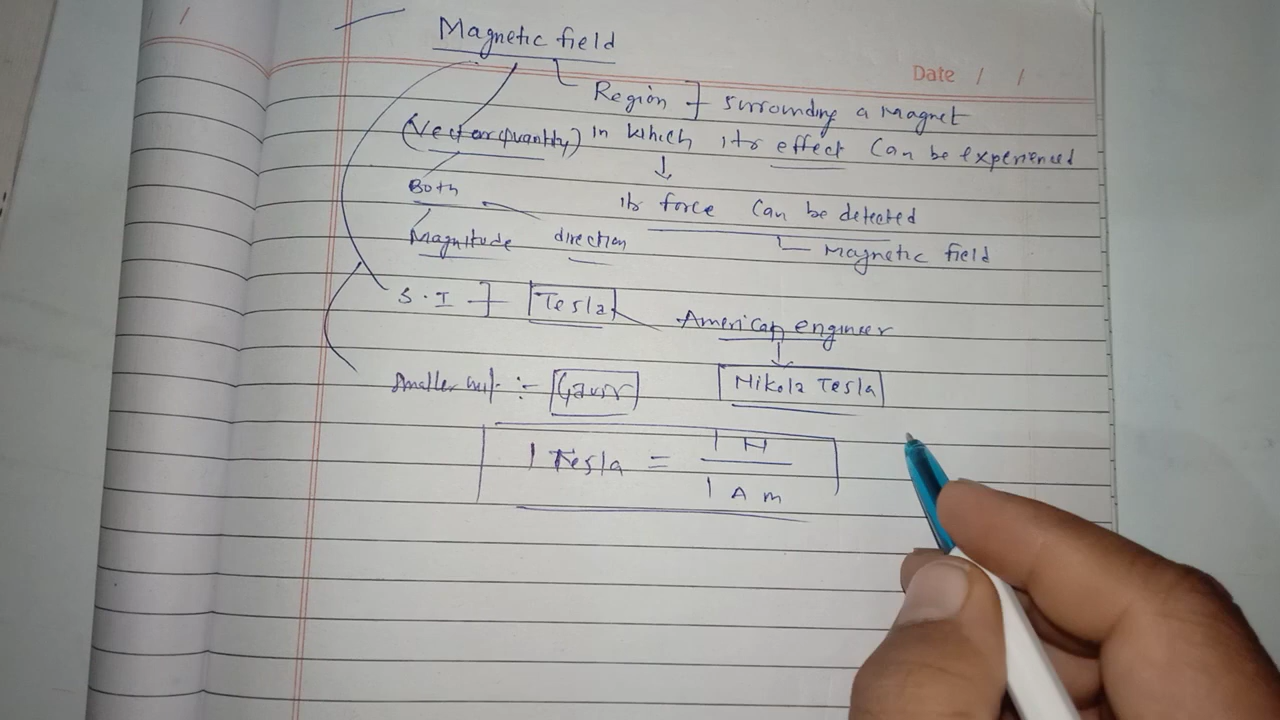 Magnetic field
Date / /
Region surrounding a Magnet
(Vector quantity) in which its effect can be experienced
Both
its force can be detected
Magnitude direction
Magnetic field
S.I Tesla
American engineer
Smaller unit :- Gauss
Nikola Tesla
1 Tesla = 1 N
1 A m